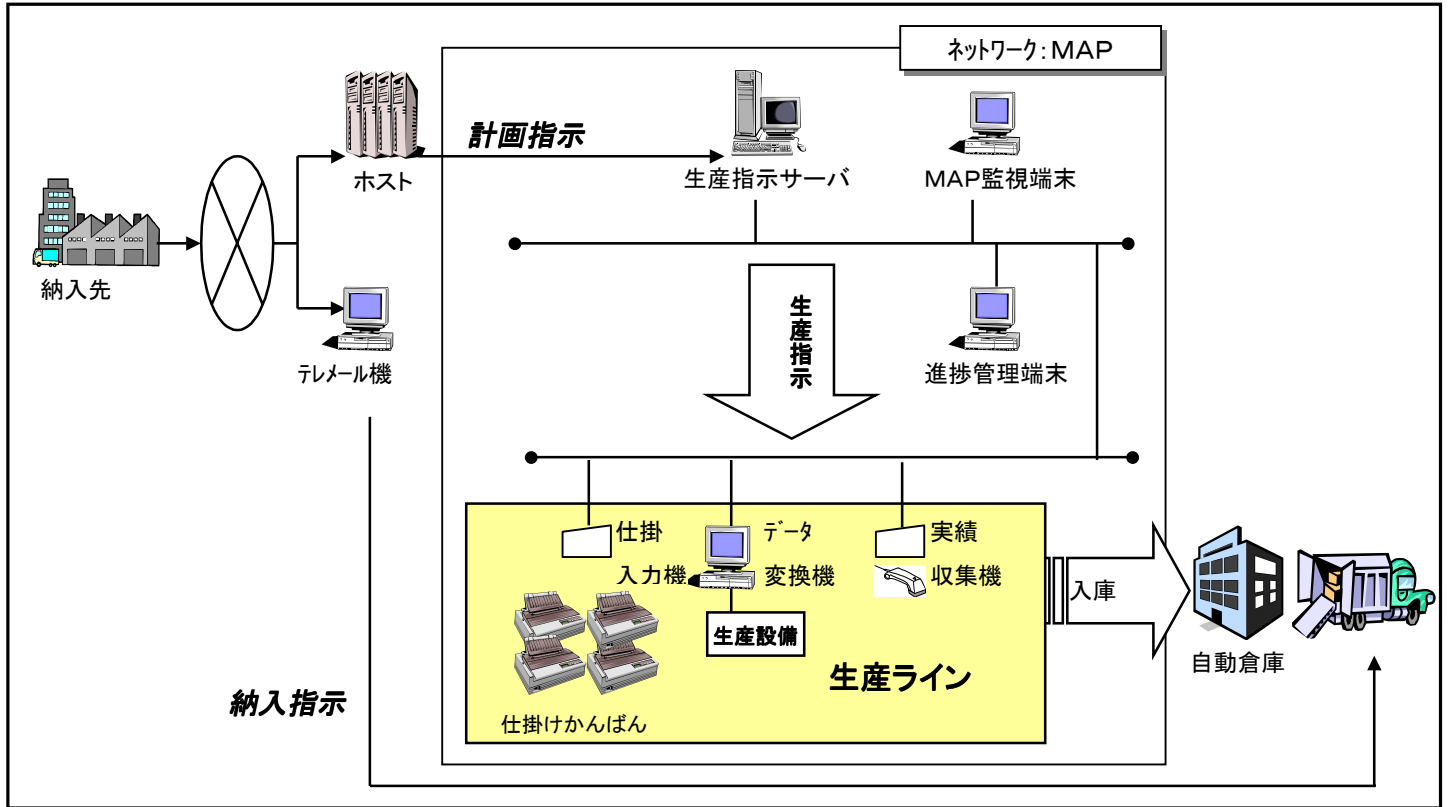 ネットワーク:MAP
計画指示
ホスト
生産指示サーバ
MAP監視端末
納入先
テレメール機
生産指示
進捗管理端末
仕掛
入力機
データ
変換機
実績
収集機
生産設備
仕掛けかんばん
生産ライン
入庫
自動倉庫
納入指示